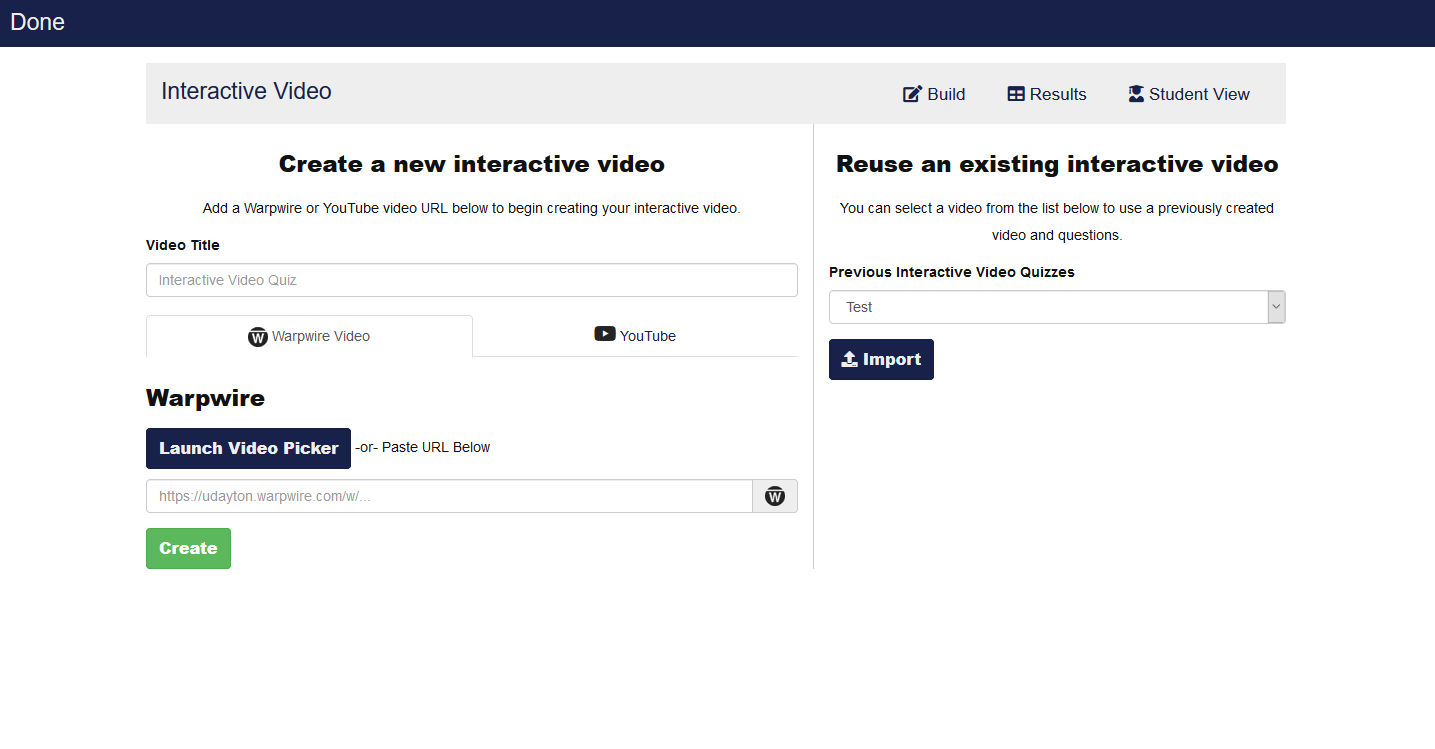 Done
Interactive Video
Build
Results
Student View
Create a new interactive video
Add a Warpwire or YouTube video URL below to begin creating your interactive video.
Video Title
Interactive Video Quiz
W Warpwire Video
YouTube
Warpwire
Launch Video Picker -or- Paste URL Below
https://udayton.warpwire.com/w/...
W
Create
Reuse an existing interactive video
You can select a video from the list below to use a previously created
video and questions.
Previous Interactive Video Quizzes
Test
Import